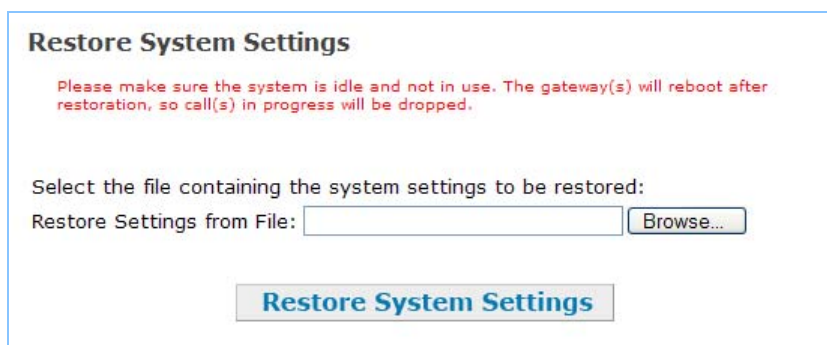 Restore System Settings
Please make sure the system is idle and not in use. The gateway(s) will reboot after
restoration, so call(s) in progress will be dropped.
Select the file containing the system settings to be restored:
Restore Settings from File: Browse...
Restore System Settings